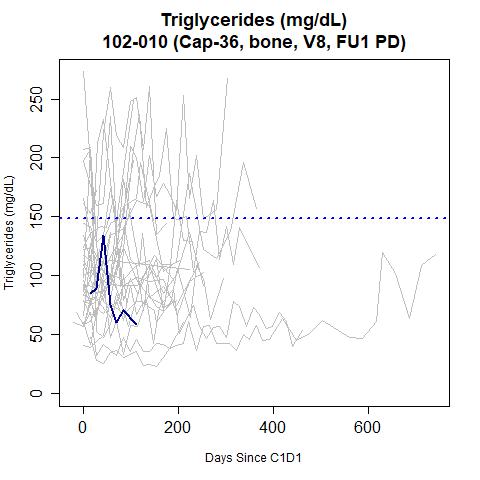 Triglycerides (mg/dL)
102-010 (Cap-36, bone, V8, FU1 PD)
Triglycerides (mg/dL)
250
200
150
100
50
0
0
200
400
600
Days Since C1D1